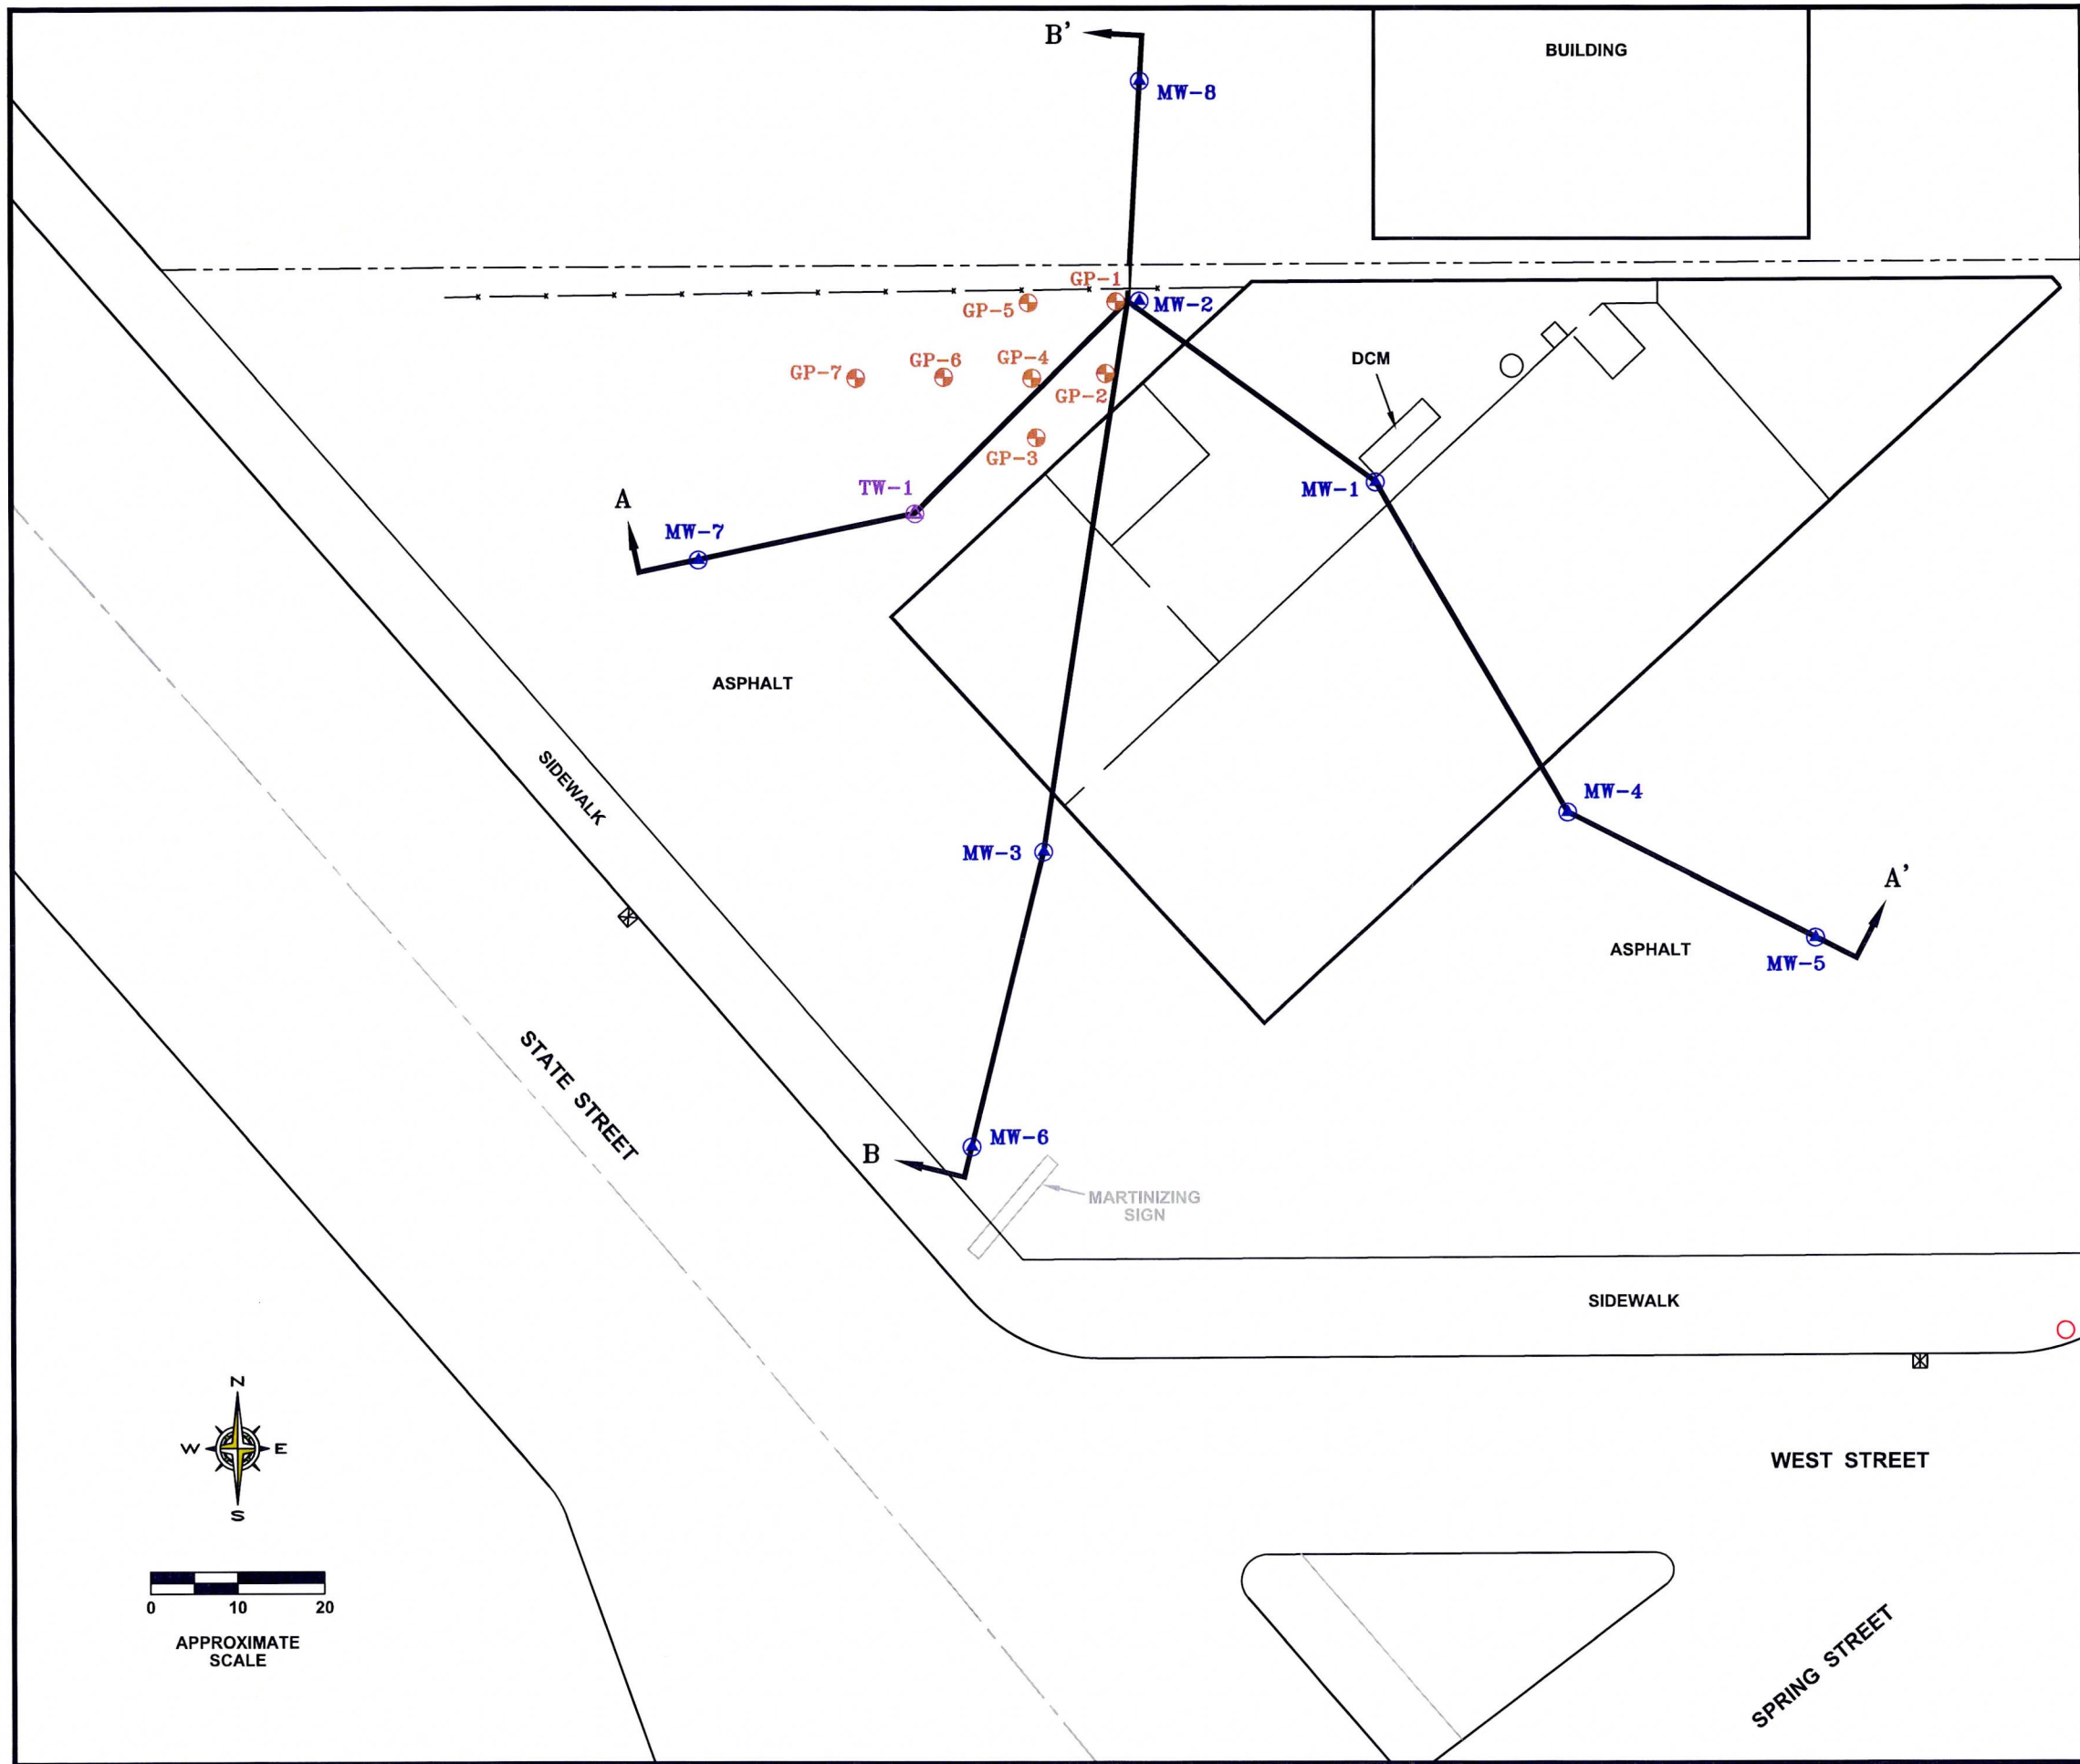 B'
BUILDING
MW-8
GP-1
GP-5
MW-2
GP-7
GP-6
GP-4
GP-2
DCM
GP-3
TW-1
MW-1
A
MW-7
ASPHALT
SIDEWALK
MW-4
MW-3
A'
ASPHALT
MW-5
STATE STREET
MW-6
B
MARTINIZING
SIGN
SIDEWALK
N
W E
S
WEST STREET
0 10 20
APPROXIMATE
SCALE
SPRING STREET